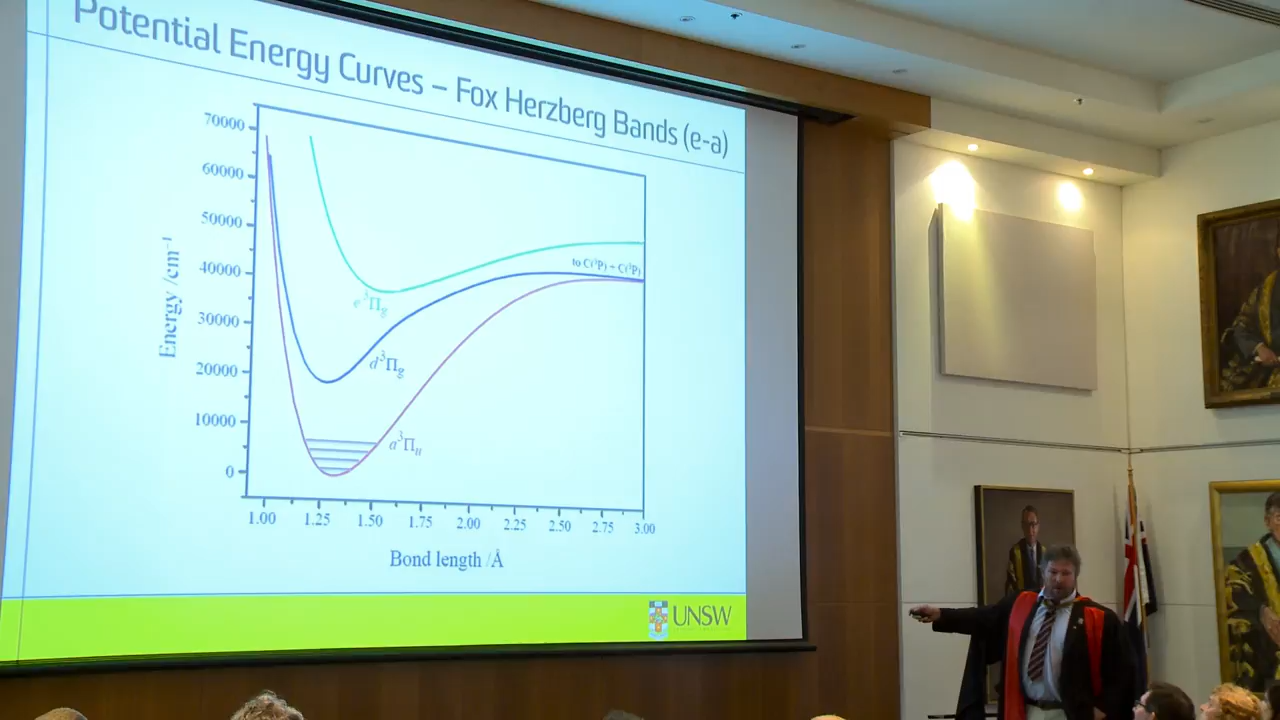 Potential Energy Curves – Fox Herzberg Bands (e-a)
70000
60000
50000
40000
30000
20000
10000
0
Energy /cm⁻¹
to C(³P) + C(³P)
e ³Πg
d³Πg
a³Πu
1.00 1.25 1.50 1.75 2.00 2.25 2.50 2.75 3.00
Bond length /Å
UNSW